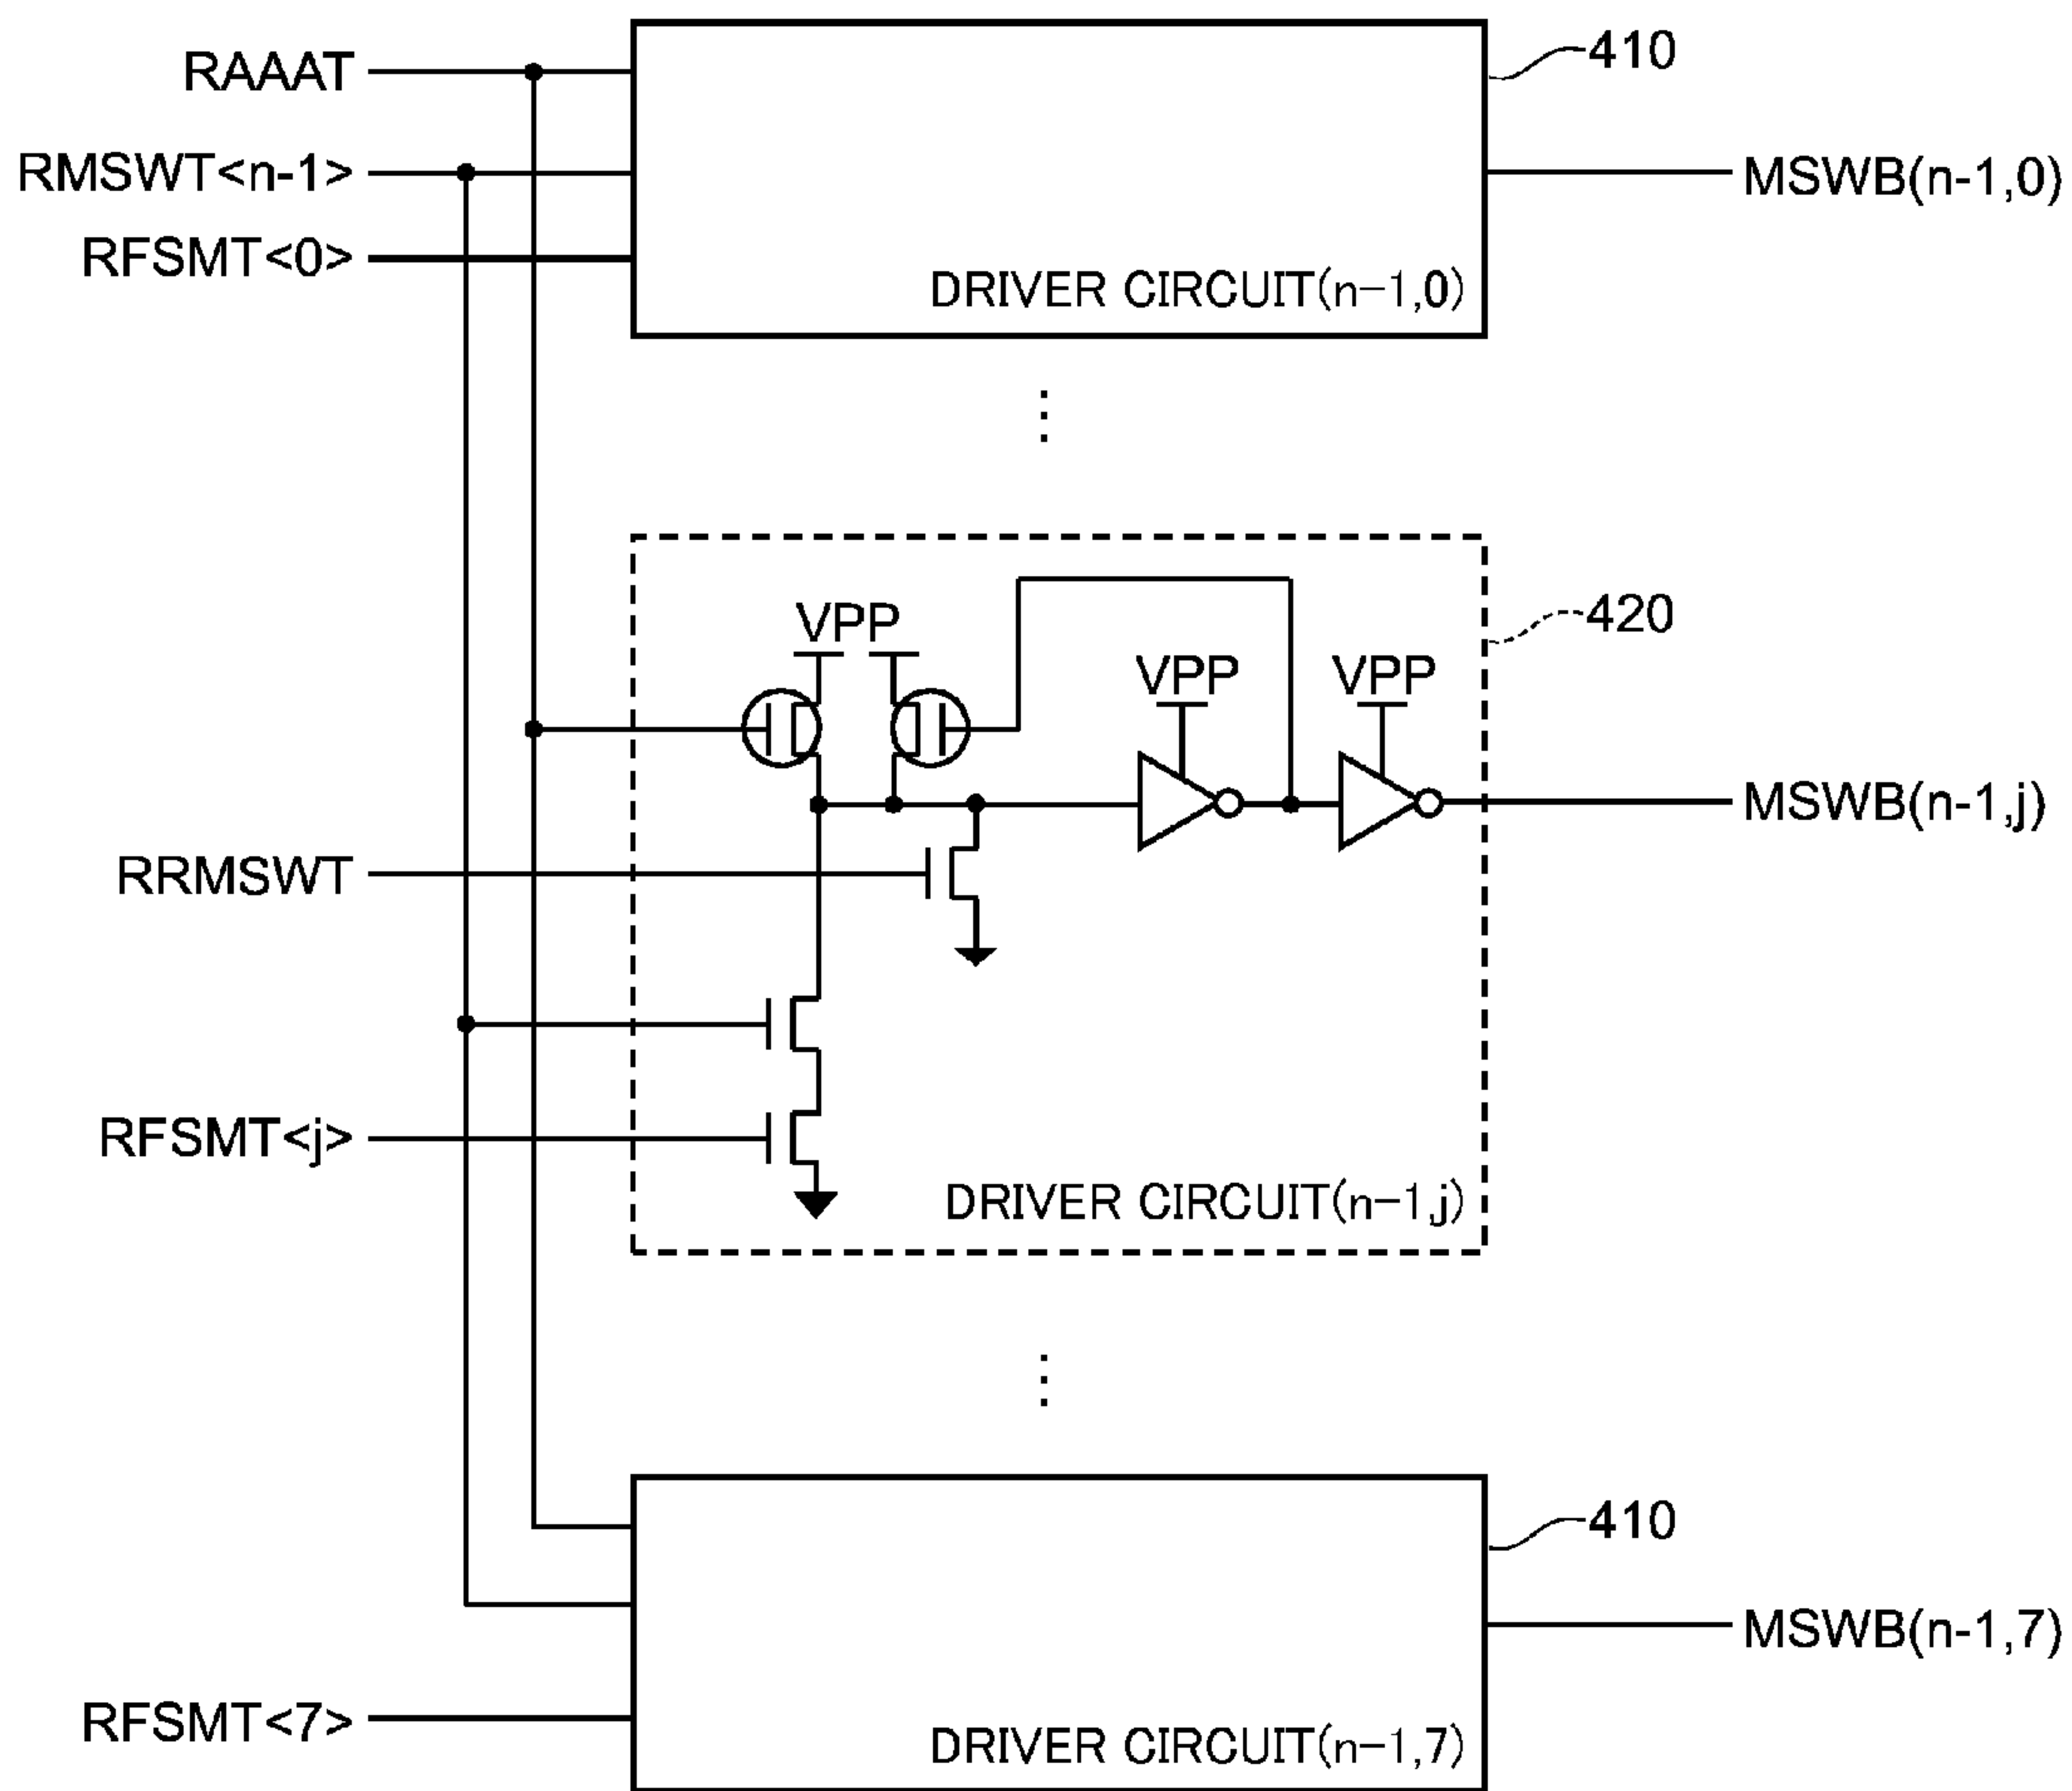 RAAAT
410
RMSWT<n-1>
MSWB(n-1,0)
RFSMT<0>
DRIVER CIRCUIT(n-1,0)
VPP
420
VPP
VPP
MSWB(n-1,j)
RRMSWT
RFSMT<j>
DRIVER CIRCUIT(n-1,j)
410
MSWB(n-1,7)
RFSMT<7>
DRIVER CIRCUIT(n-1,7)